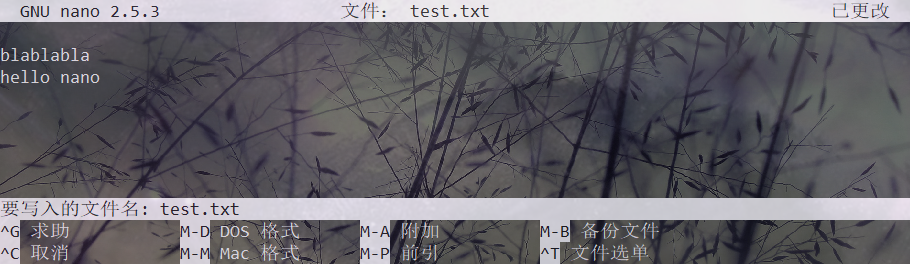 GNU nano 2.5.3 文件: test.txt 已更改
blablabla
hello nano
要写入的文件名: test.txt
^G 求助 M-D DOS 格式 M-A 附加 M-B 备份文件
^C 取消 M-M Mac 格式 M-P 前引 ^T 文件选单